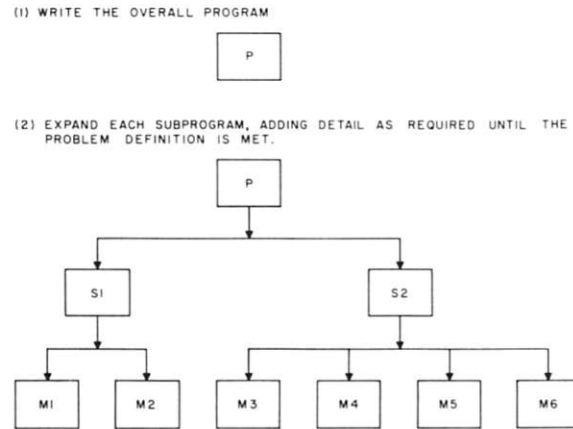 (1) WRITE THE OVERALL PROGRAM
P
(2) EXPAND EACH SUBPROGRAM, ADDING DETAIL AS REQUIRED UNTIL THE
PROBLEM DEFINITION IS MET.
P
S1 S2
M1 M2 M3 M4 M5 M6